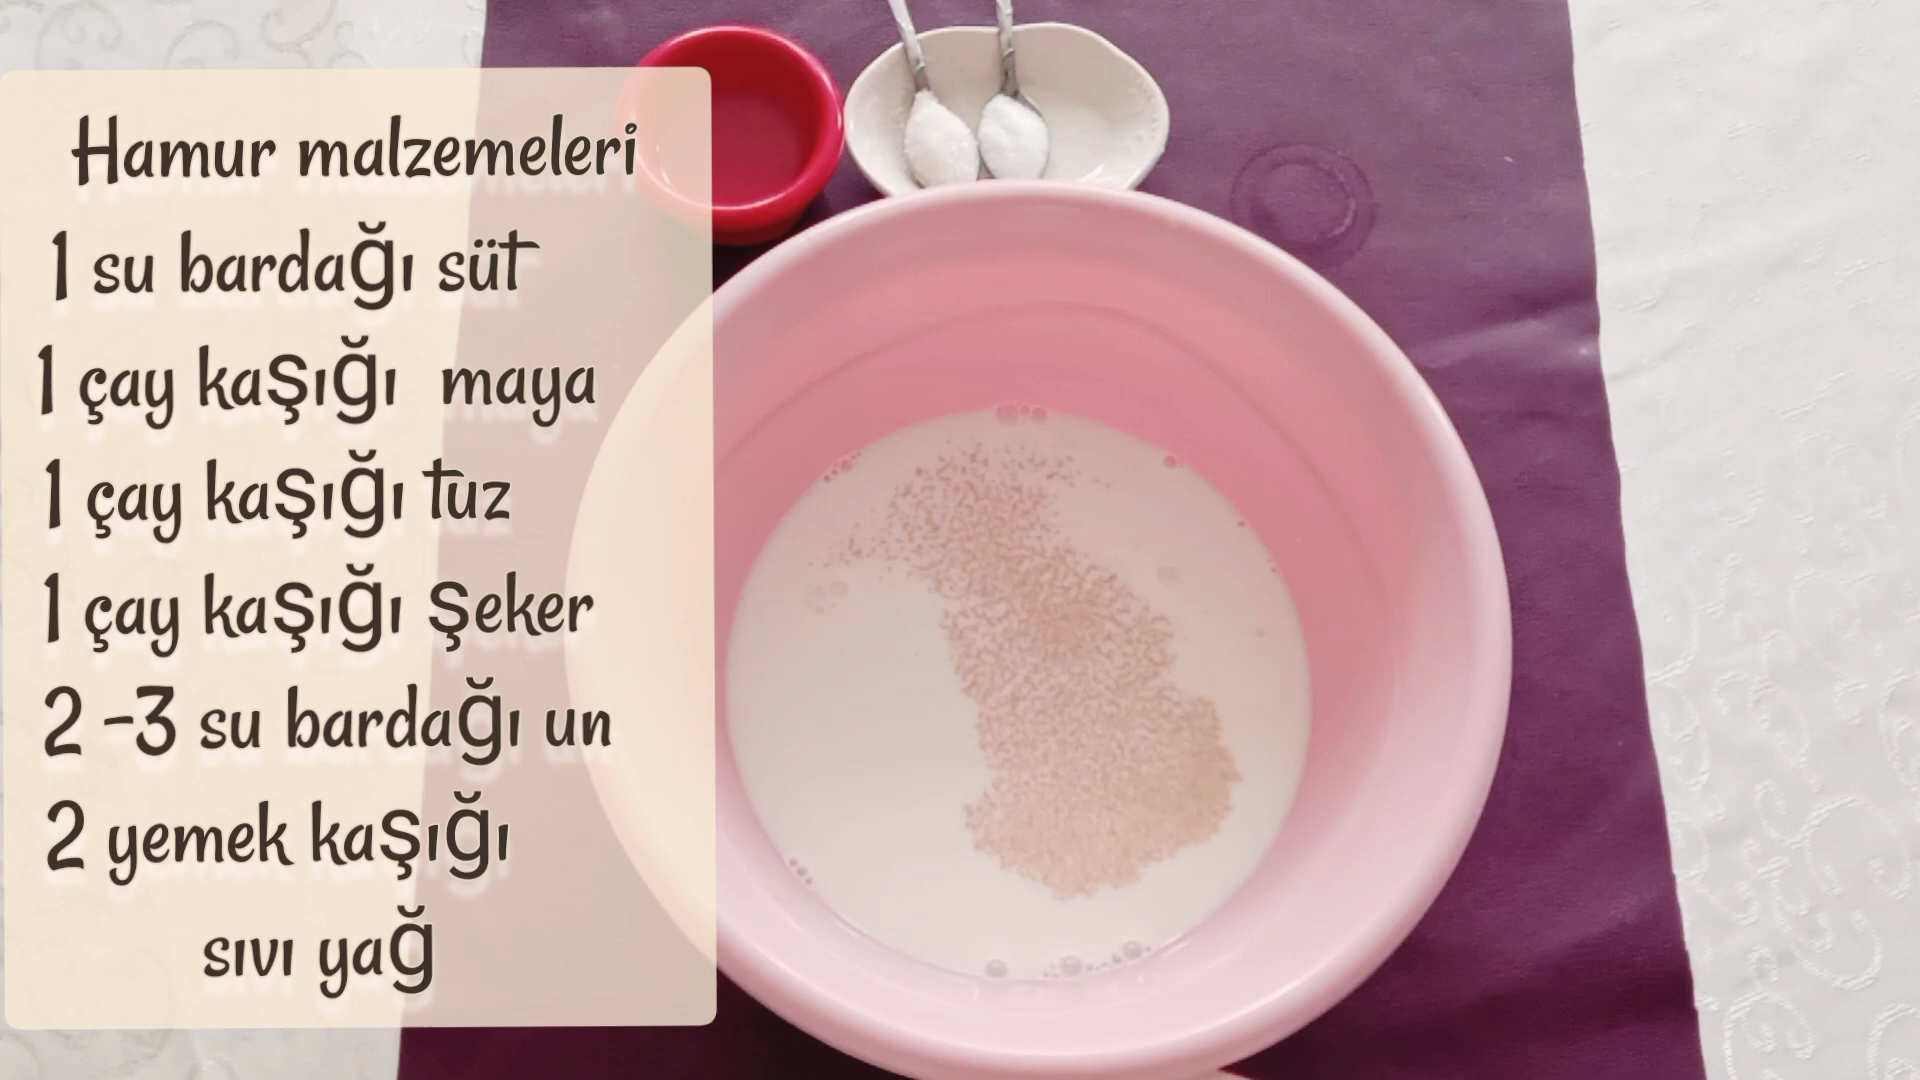 Hamur malzemeleri
1 su bardağı süt
1 çay kaşığı maya
1 çay kaşığı tuz
1 çay kaşığı şeker
2 -3 su bardağı un
2 yemek kaşığı
sıvı yağ